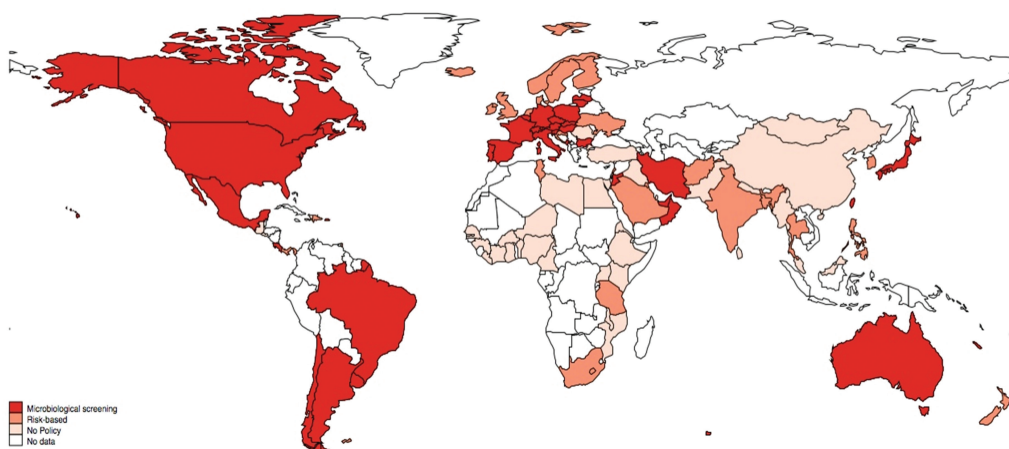 Microbiological screening
Risk-based
No Policy
No data